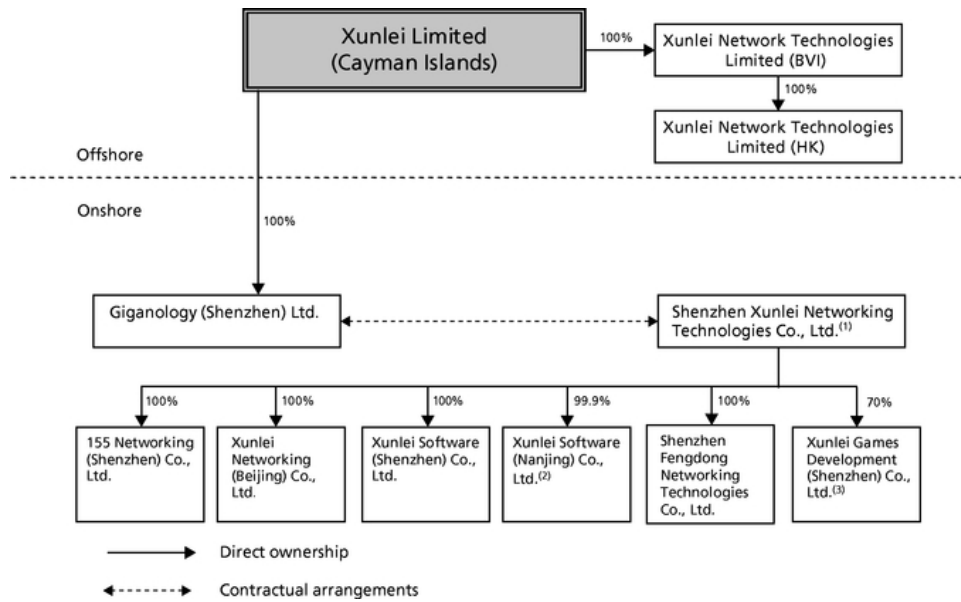 Xunlei Limited
(Cayman Islands)
100%
Xunlei Network Technologies
Limited (BVI)
100%
Xunlei Network Technologies
Limited (HK)
Offshore
Onshore
100%
Giganology (Shenzhen) Ltd.
Shenzhen Xunlei Networking
Technologies Co., Ltd.(1)
100%
100%
100%
99.9%
100%
70%
155 Networking
(Shenzhen) Co.,
Ltd.
Xunlei
Networking
(Beijing) Co.,
Ltd.
Xunlei Software
(Shenzhen) Co.,
Ltd.
Xunlei Software
(Nanjing) Co.,
Ltd.(2)
Shenzhen
Fengdong
Networking
Technologies
Co., Ltd.
Xunlei Games
Development
(Shenzhen) Co.,
Ltd.(3)
Direct ownership
Contractual arrangements